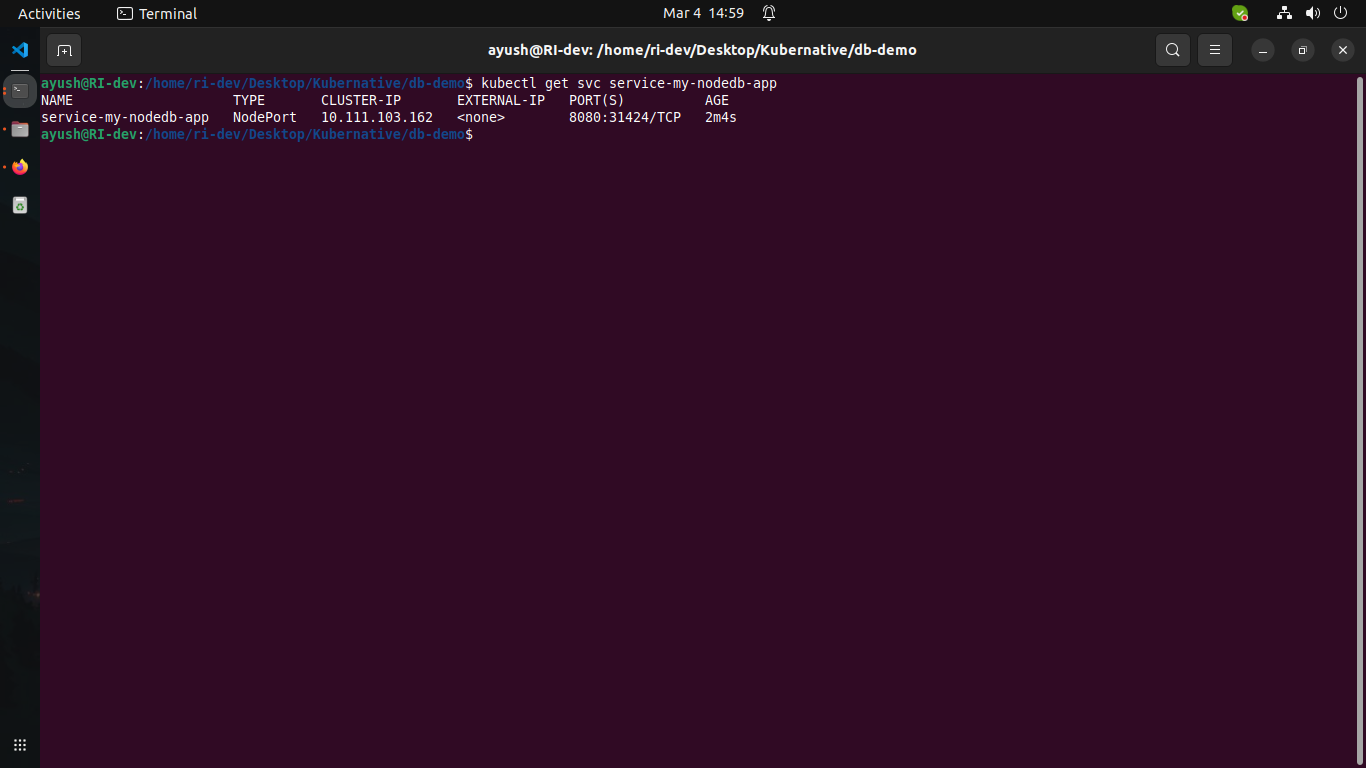 Activities Terminal Mar 4 14:59
ayush@RI-dev: /home/ri-dev/Desktop/Kubernative/db-demo
ayush@RI-dev:/home/ri-dev/Desktop/Kubernative/db-demo$ kubectl get svc service-my-nodedb-app
NAME TYPE CLUSTER-IP EXTERNAL-IP PORT(S) AGE
service-my-nodedb-app NodePort 10.111.103.162 <none> 8080:31424/TCP 2m4s
ayush@RI-dev:/home/ri-dev/Desktop/Kubernative/db-demo$